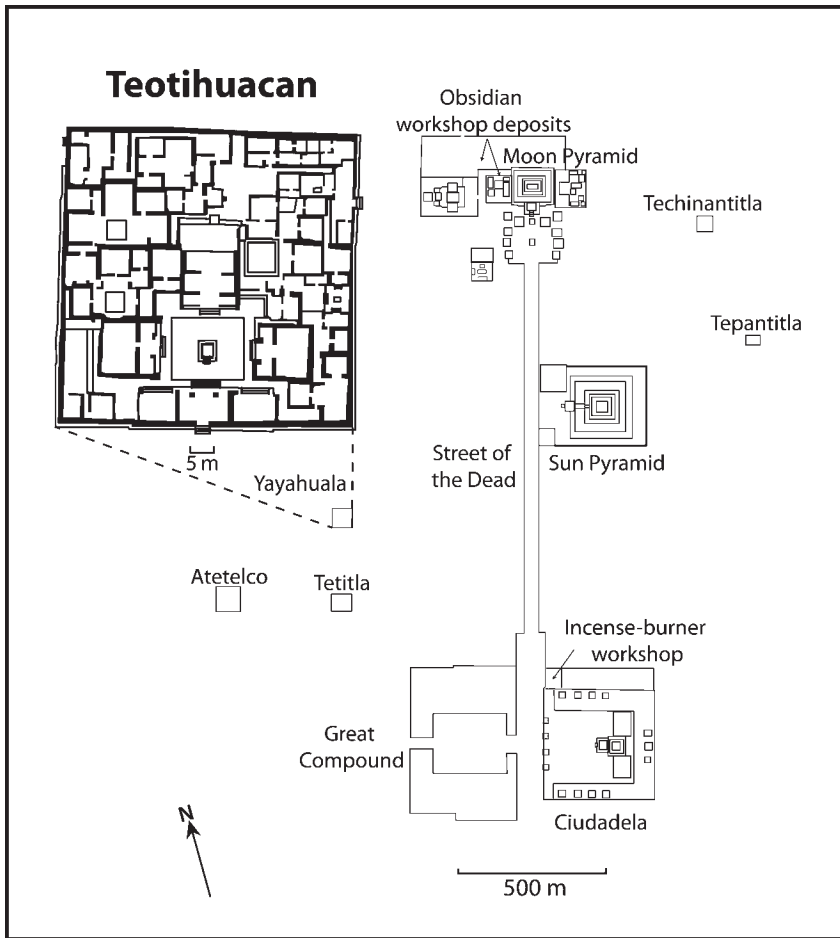 Teotihuacan
Obsidian
workshop deposits
Moon Pyramid
Techinantitla
Tepantitla
5 m
Yayahuala
Street of
the Dead
Sun Pyramid
Atetelco
Tetitla
Incense-burner
workshop
Great
Compound
Ciudadela
N
500 m